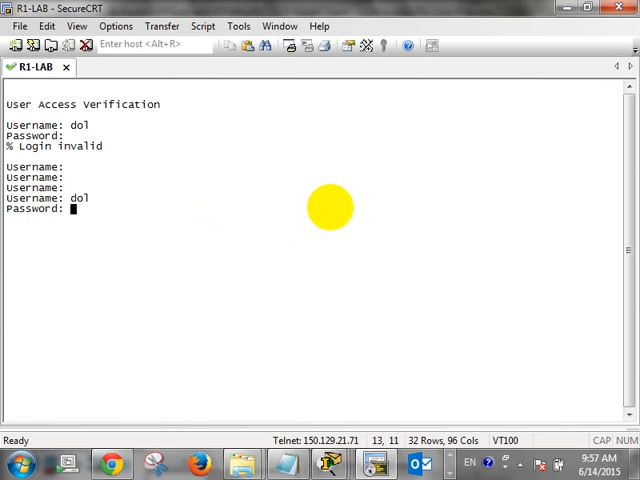 R1-LAB - SecureCRT
File Edit View Options Transfer Script Tools Window Help
Enter host <Alt+R>
R1-LAB
User Access Verification
Username: dol
Password:
% Login invalid
Username:
Username:
Username:
Username: dol
Password:
Ready Telnet: 150.129.21.71 13, 11 32 Rows, 96 Cols VT100 CAP NUM
EN 9:57 AM
6/14/2015